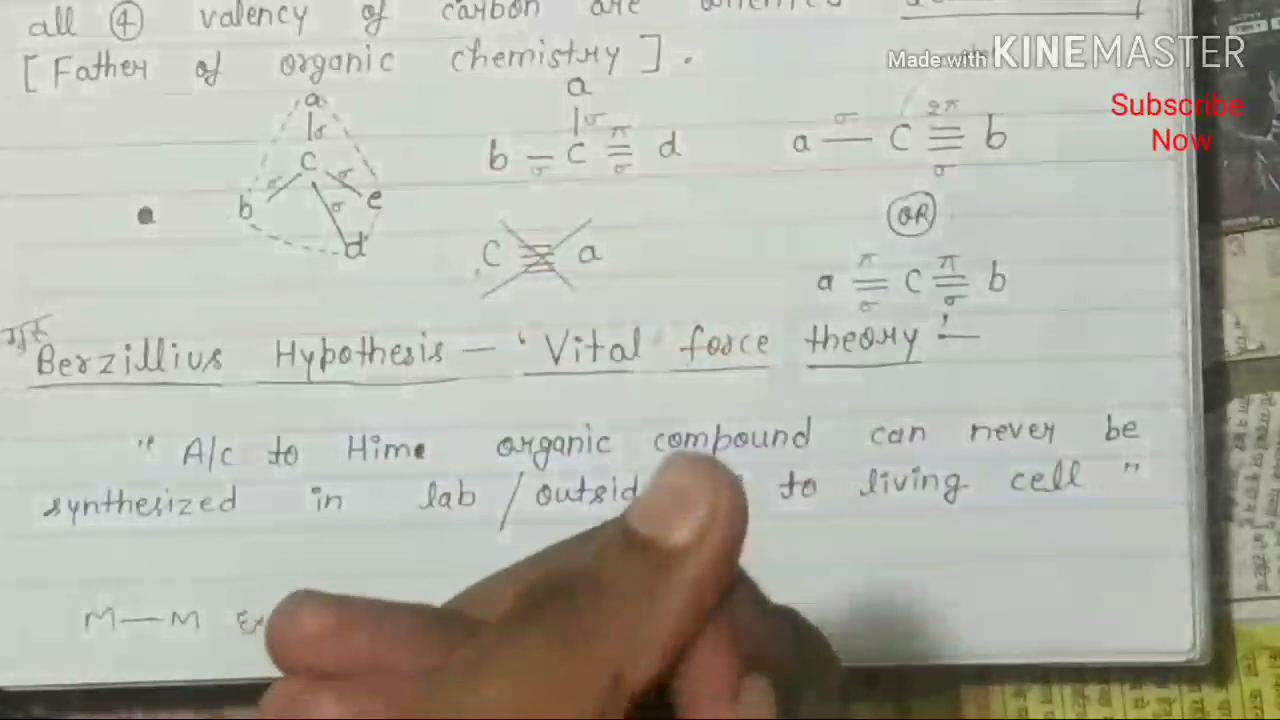 all ④ valency of carbon are
[Father of organic chemistry].
Made with KINEMASTER
Subscribe
Now
a
σ
C
σ σ
b σ e
d
a
σ π
b — C = d
σ
σ 2π
a — C ≡ b
σ
OR
C a
π π
a = C = b
σ σ
Berzillius Hypothesis – 'Vital' force theory :-
" A/c to Hime organic compound can never be
synthesized in lab / outsid to living cell "
M—M